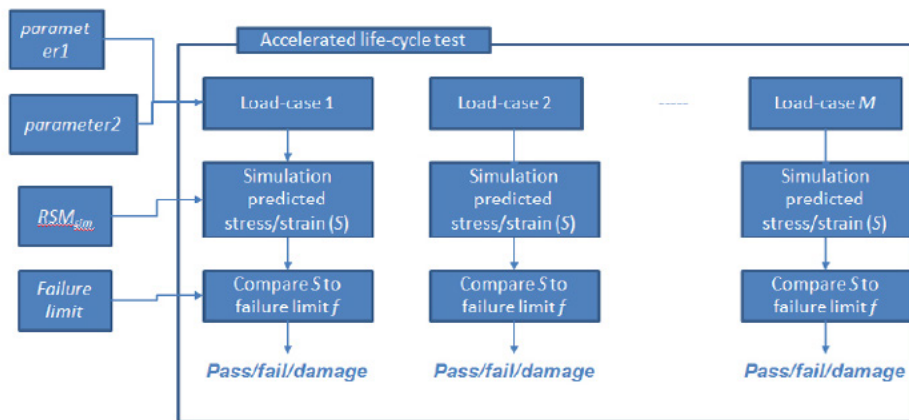 paramet
er1
Accelerated life-cycle test
parameter2
Load-case 1
Load-case 2
Load-case M
RSMsim
Simulation
predicted
stress/strain (S)
Simulation
predicted
stress/strain (S)
Simulation
predicted
stress/strain (S)
Failure
limit
Compare S to
failure limit f
Compare S to
failure limit f
Compare S to
failure limit f
Pass/fail/damage
Pass/fail/damage
Pass/fail/damage